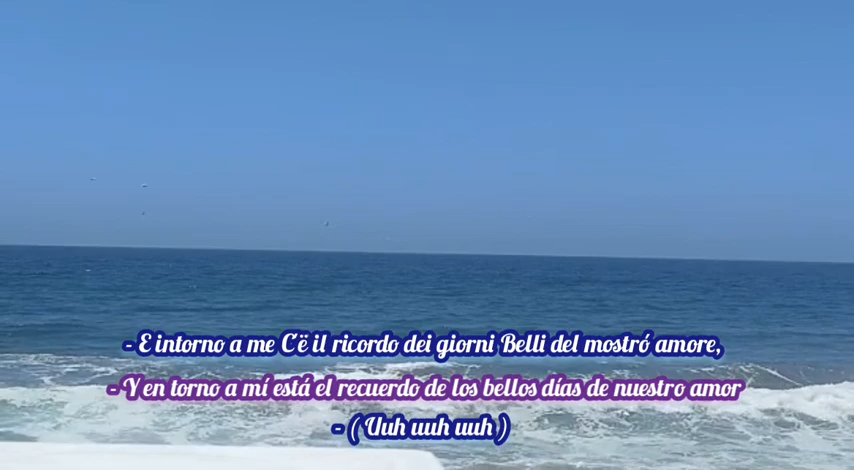 - E intorno a me Cë il ricordo dei giorni Belli del mostró amore,
- Y en torno a mí está el recuerdo de los bellos días de nuestro amor
- ( Uuh uuh uuh )